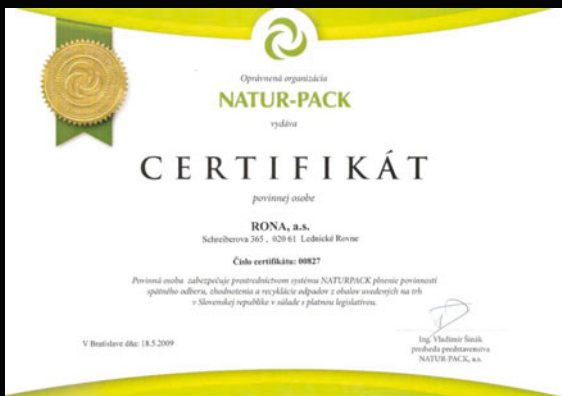 Oprávnená organizácia
NATUR-PACK
vydáva
CERTIFIKÁT
povinnej osobe
RONA, a.s.
Schreiberova 365 , 020 61 Lednické Rovne
Číslo certifikátu: 00827
Povinná osoba zabezpečuje prostredníctvom systému NATURPACK plnenie povinností
spätného odberu, zhodnotenia a recyklácie odpadov z obalov uvedených na trh
v Slovenskej republike v súlade s platnou legislatívou.
V Bratislave dňa: 18.5.2009
Ing. Vladimír Šinák
predseda predstavenstva
NATUR-PACK, a.s.